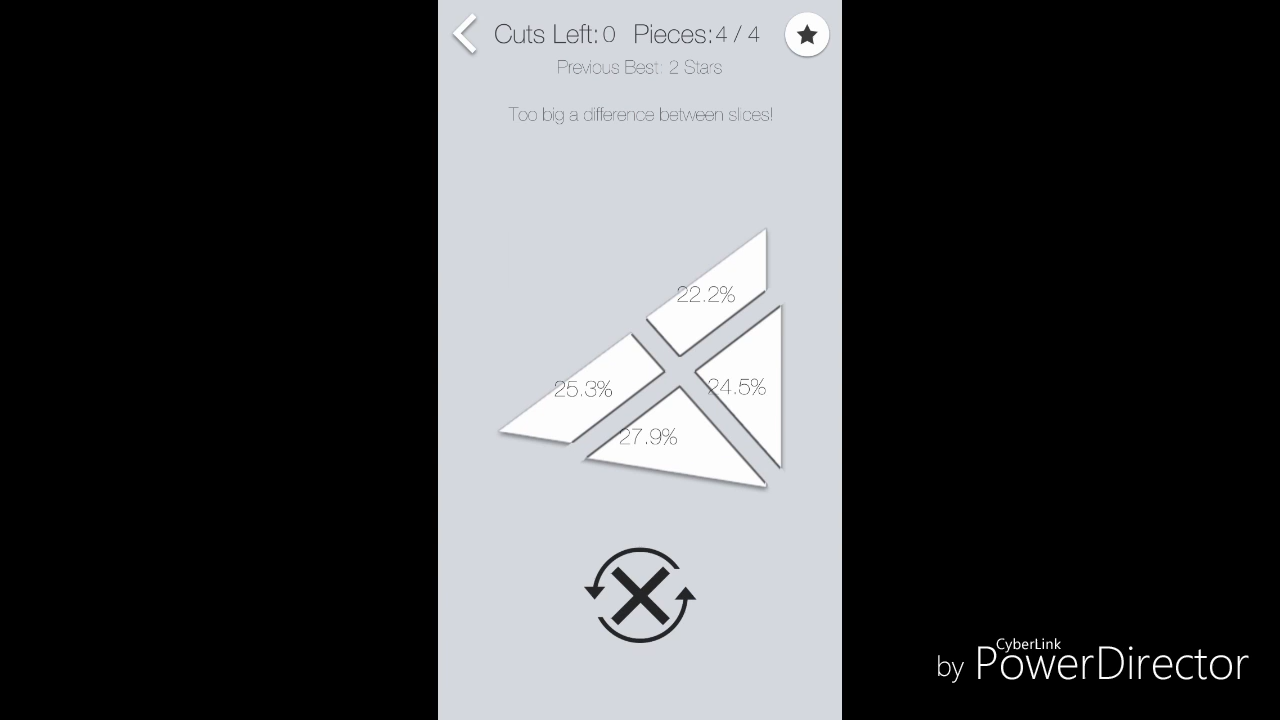 Cuts Left: 0 Pieces: 4 / 4
Previous Best: 2 Stars
Too big a difference between slices!
22.2%
25.3%
24.5%
27.9%
CyberLink
by PowerDirector